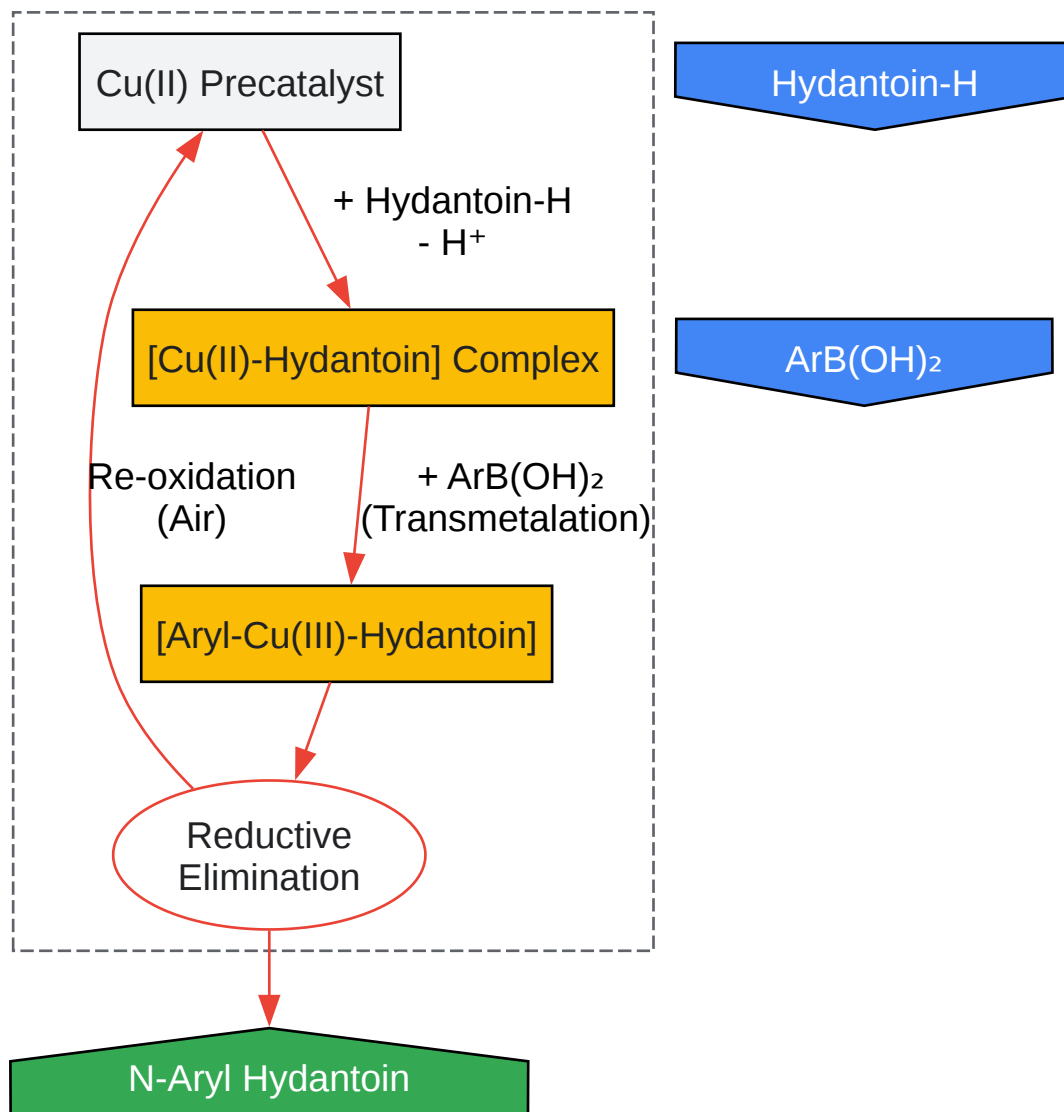 Cu(II) Precatalyst
Hydantoin-H
+ Hydantoin-H
- H⁺
[Cu(II)-Hydantoin] Complex
ArB(OH)₂
Re-oxidation
(Air)
+ ArB(OH)₂
(Transmetalation)
[Aryl-Cu(III)-Hydantoin]
Reductive
Elimination
N-Aryl Hydantoin